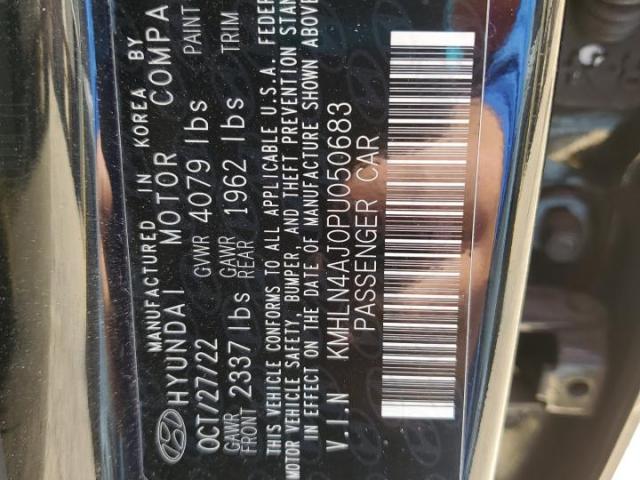 MANUFACTURED IN KOREA BY
HYUNDAI MOTOR COMPA
OCT/27/22 GVWR 4079 lbs PAINT
GAWR FRONT 2337 lbs GAWR REAR 1962 lbs TRIM
THIS VEHICLE CONFORMS TO ALL APPLICABLE U.S.A. FEDER
MOTOR VEHICLE SAFETY, BUMPER, AND THEFT PREVENTION STAN
IN EFFECT ON THE DATE OF MANUFACTURE SHOWN ABOVE
V.I.N KMHLN4AJ0PU050683
PASSENGER CAR